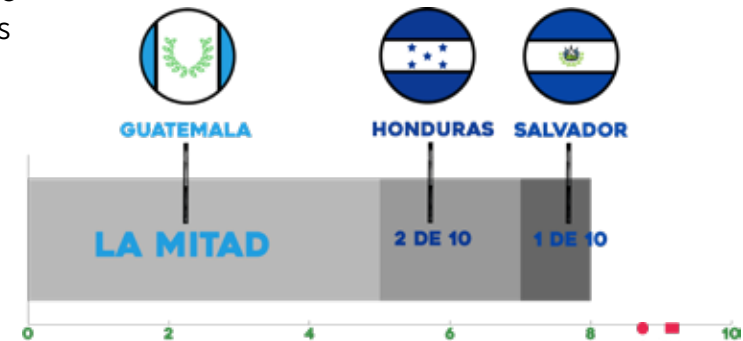 S
GUATEMALA HONDURAS SALVADOR
LA MITAD 2 DE 10 1 DE 10
0 2 4 6 8 10